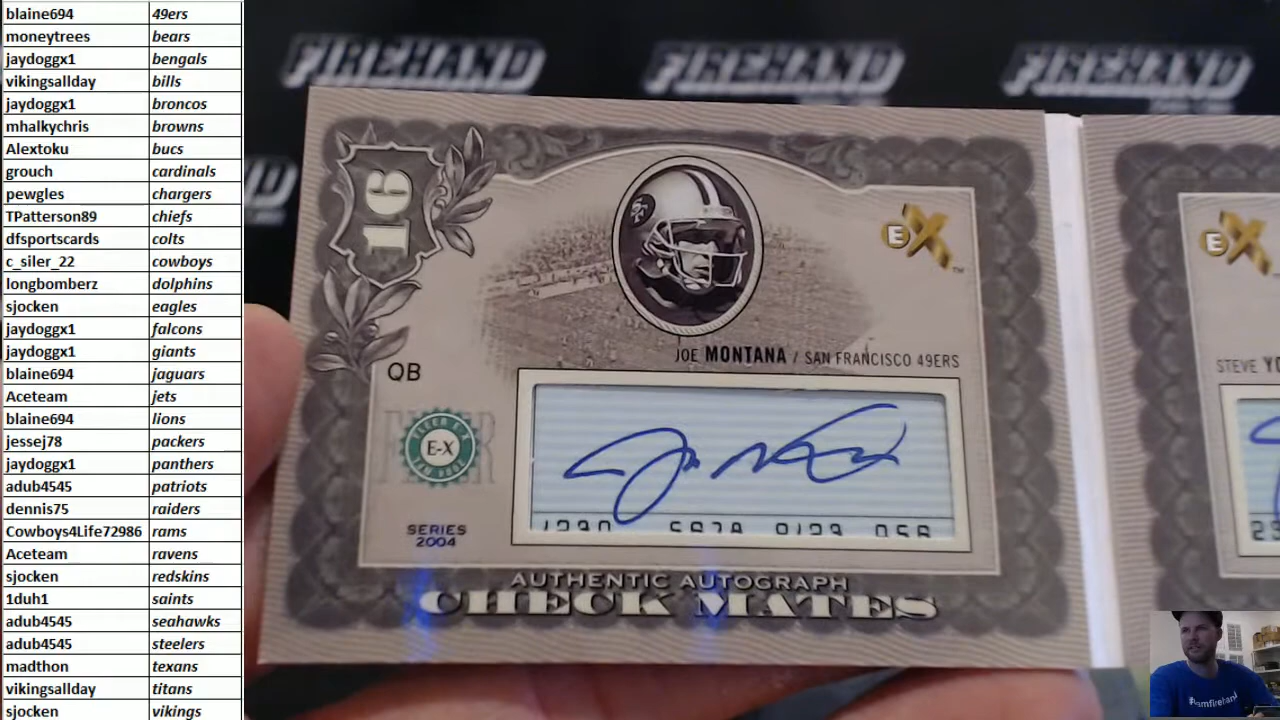 blaine694 49ers
moneytrees bears
jaydoggx1 bengals
vikingsallday bills
jaydoggx1 broncos
mhalkychris browns
Alextoku bucs
grouch cardinals
pewgles chargers
TPatterson89 chiefs
dfsportscards colts
c_siler_22 cowboys
longbomberz dolphins
sjocken eagles
jaydoggx1 falcons
jaydoggx1 giants
blaine694 jaguars
Aceteam jets
blaine694 lions
jessej78 packers
jaydoggx1 panthers
adub4545 patriots
dennis75 raiders
Cowboys4Life72986 rams
Aceteam ravens
sjocken redskins
1duh1 saints
adub4545 seahawks
adub4545 steelers
madthon texans
vikingsallday titans
sjocken vikings
FIREHAND FIREHAND FIREHAND
16
E-X
TM
JOE MONTANA / SAN FRANCISCO 49ERS
QB
E-X
SERIES
2004
AUTHENTIC AUTOGRAPH
CHECK MATES
E-X
STEVE
#iamfirehand